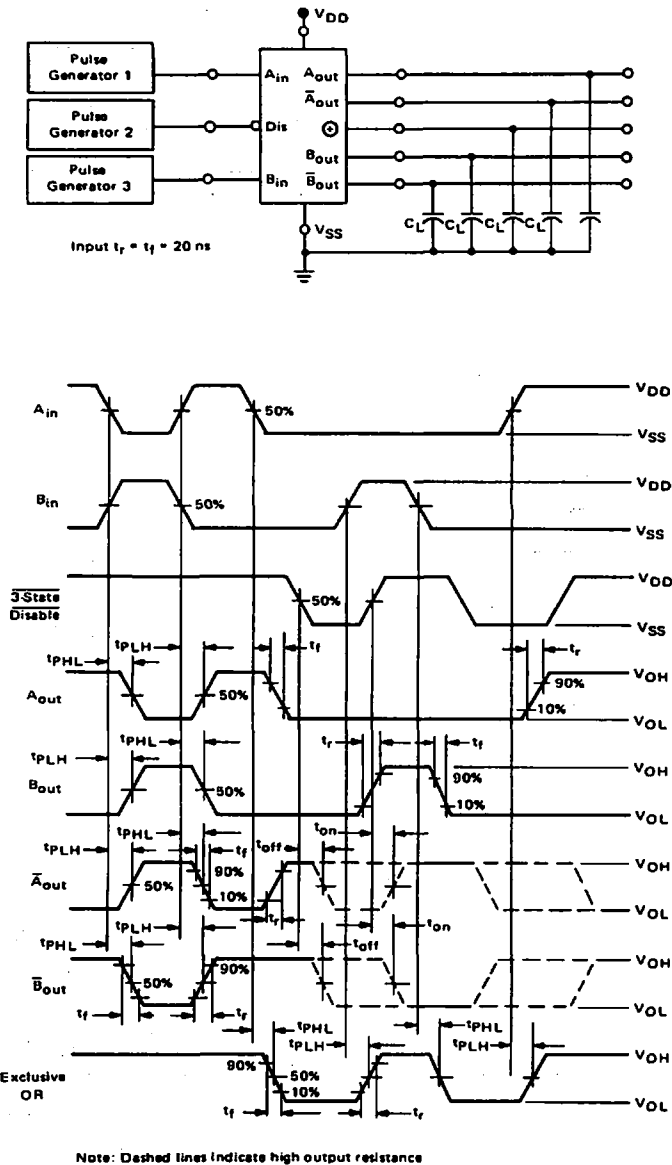 VDD
Pulse Generator 1
Ain
Aout
A̅out
Pulse Generator 2
Dis
⊕
Bout
Pulse Generator 3
Bin
B̅out
CL CL CL CL
VSS
Input tr = tf = 20 ns
Ain
50%
VDD
VSS
Bin
50%
VDD
VSS
3-State
Disable
50%
VDD
VSS
tPHL
tPLH
tf
tr
Aout
50%
90%
10%
VOH
VOL
tPLH
tPHL
tr
tf
Bout
50%
90%
10%
VOH
VOL
tPLH
tPHL
tf
toff
ton
A̅out
50%
90%
10%
tr
VOH
VOL
tPHL
tPLH
toff
ton
B̅out
50%
90%
tf
tr
VOH
VOL
tPHL
tPLH
tPHL
tPLH
Exclusive
OR
90%
50%
10%
tf
tr
VOH
VOL
Note: Dashed lines indicate high output resistance